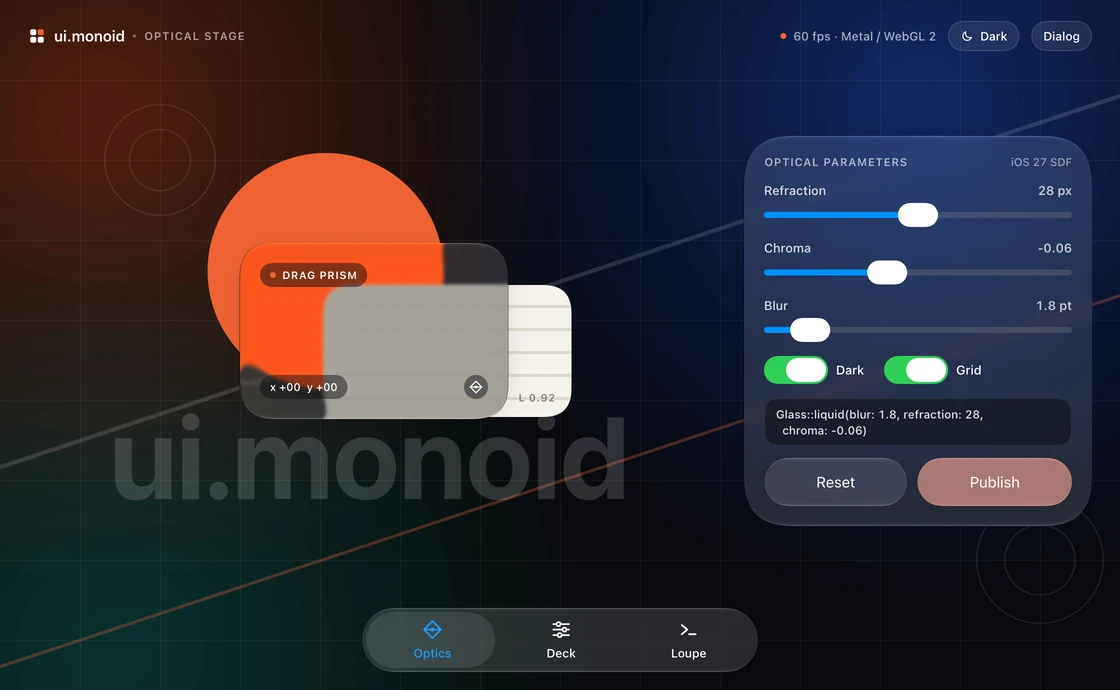 ui.monoid • OPTICAL STAGE
60 fps · Metal / WebGL 2
Dark
Dialog
OPTICAL PARAMETERS
iOS 27 SDF
Refraction
28 px
Chroma
-0.06
Blur
1.8 pt
Dark
Grid
Glass::liquid(blur: 1.8, refraction: 28,
chroma: -0.06)
Reset
Publish
DRAG PRISM
x +00 y +00
L 0.92
ui.monoid
Optics
Deck
Loupe